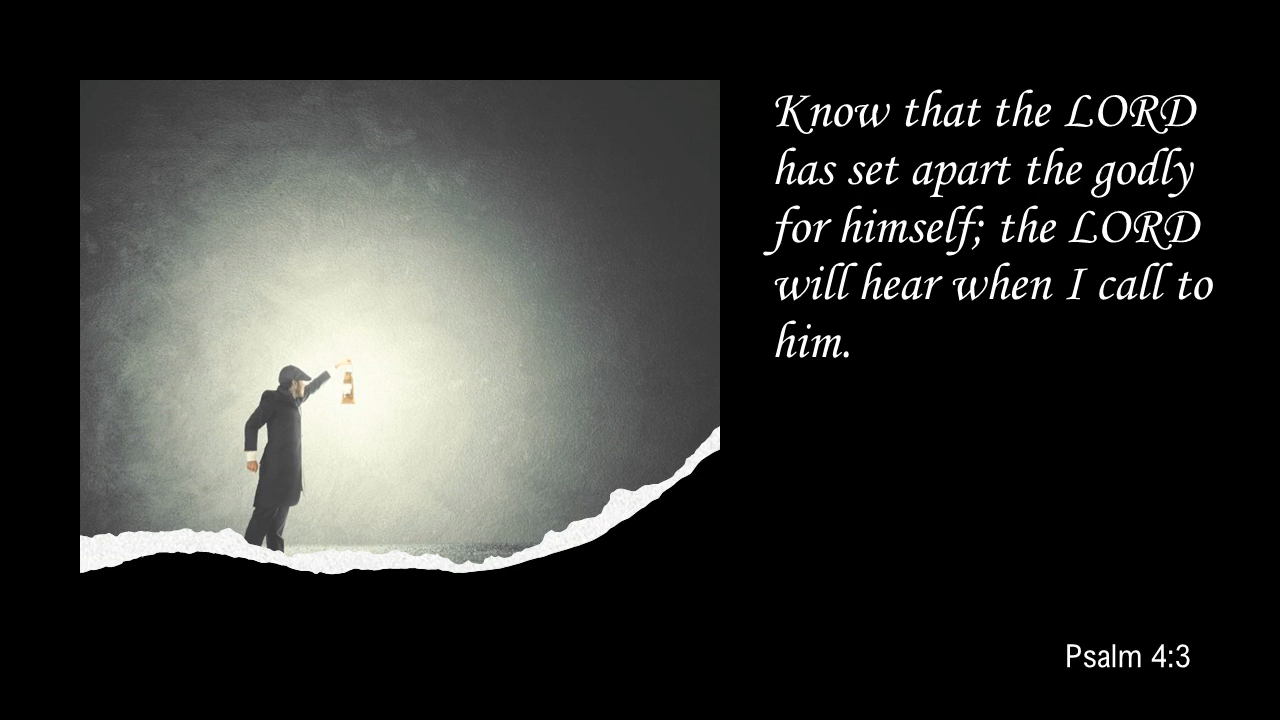 Know that the LORD
has set apart the godly
for himself; the LORD
will hear when I call to
him.
Psalm 4:3